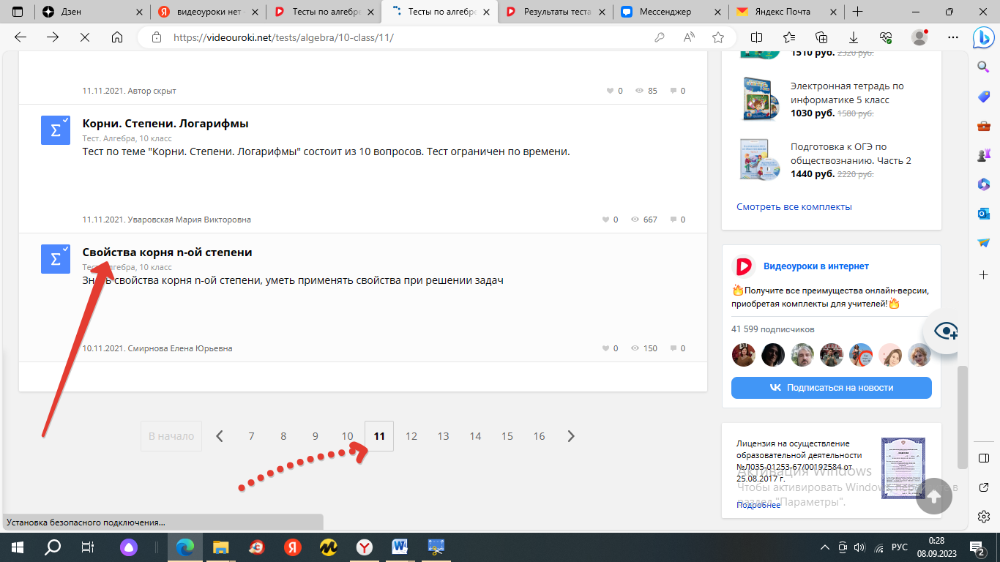 Дзен
видеоуроки нет -
Тесты по алгебре
Тесты по алгебре
Результаты теста
Мессенджер
Яндекс Почта
https://videouroki.net/tests/algebra/10-class/11/
11.11.2021. Автор скрыт
0 85 0
Корни. Степени. Логарифмы
Тест. Алгебра, 10 класс
Тест по теме "Корни. Степени. Логарифмы" состоит из 10 вопросов. Тест ограничен по времени.
11.11.2021. Уваровская Мария Викторовна
0 667 0
Свойства корня n-ой степени
Тест. Алгебра, 10 класс
Знать свойства корня n-ой степени, уметь применять свойства при решении задач
10.11.2021. Смирнова Елена Юрьевна
0 150 0
В начало 7 8 9 10 11 12 13 14 15 16
1510 руб. 2320 руб.
Электронная тетрадь по
информатике 5 класс
1030 руб. 1580 руб.
Подготовка к ОГЭ по
обществознанию. Часть 2
1440 руб. 2220 руб.
Смотреть все комплекты
Видеоуроки в интернет
Получите все преимущества онлайн-версии,
приобретая комплекты для учителей!
41 599 подписчиков
Подписаться на новости
Лицензия на осуществление
образовательной деятельности
№Л035-01253-67/00192584 от
25.08.2017 г.
Подробнее
Активация Windows
Чтобы активировать Windows, перейдите в
раздел "Параметры".
Установка безопасного подключения...
РУС
0:28
08.09.2023
2